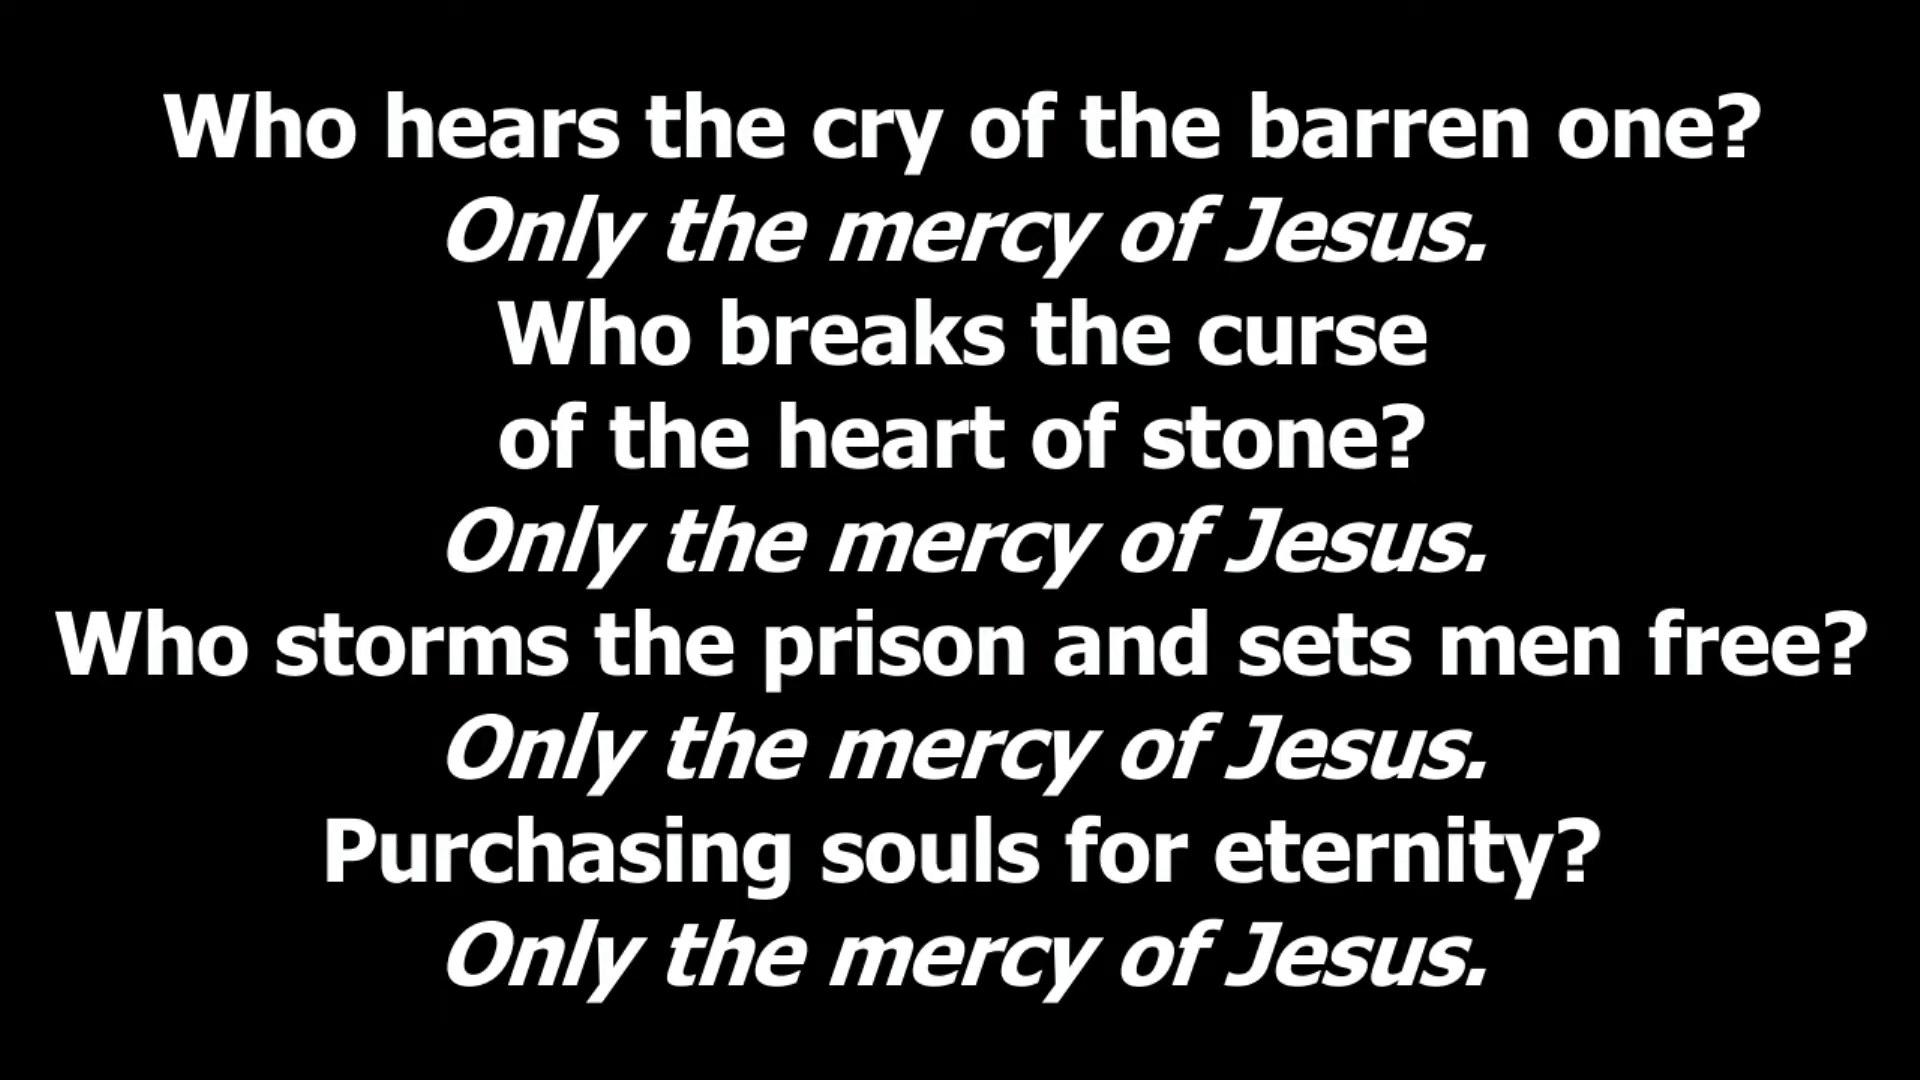 Who hears the cry of the barren one?
Only the mercy of Jesus.
Who breaks the curse
of the heart of stone?
Only the mercy of Jesus.
Who storms the prison and sets men free?
Only the mercy of Jesus.
Purchasing souls for eternity?
Only the mercy of Jesus.